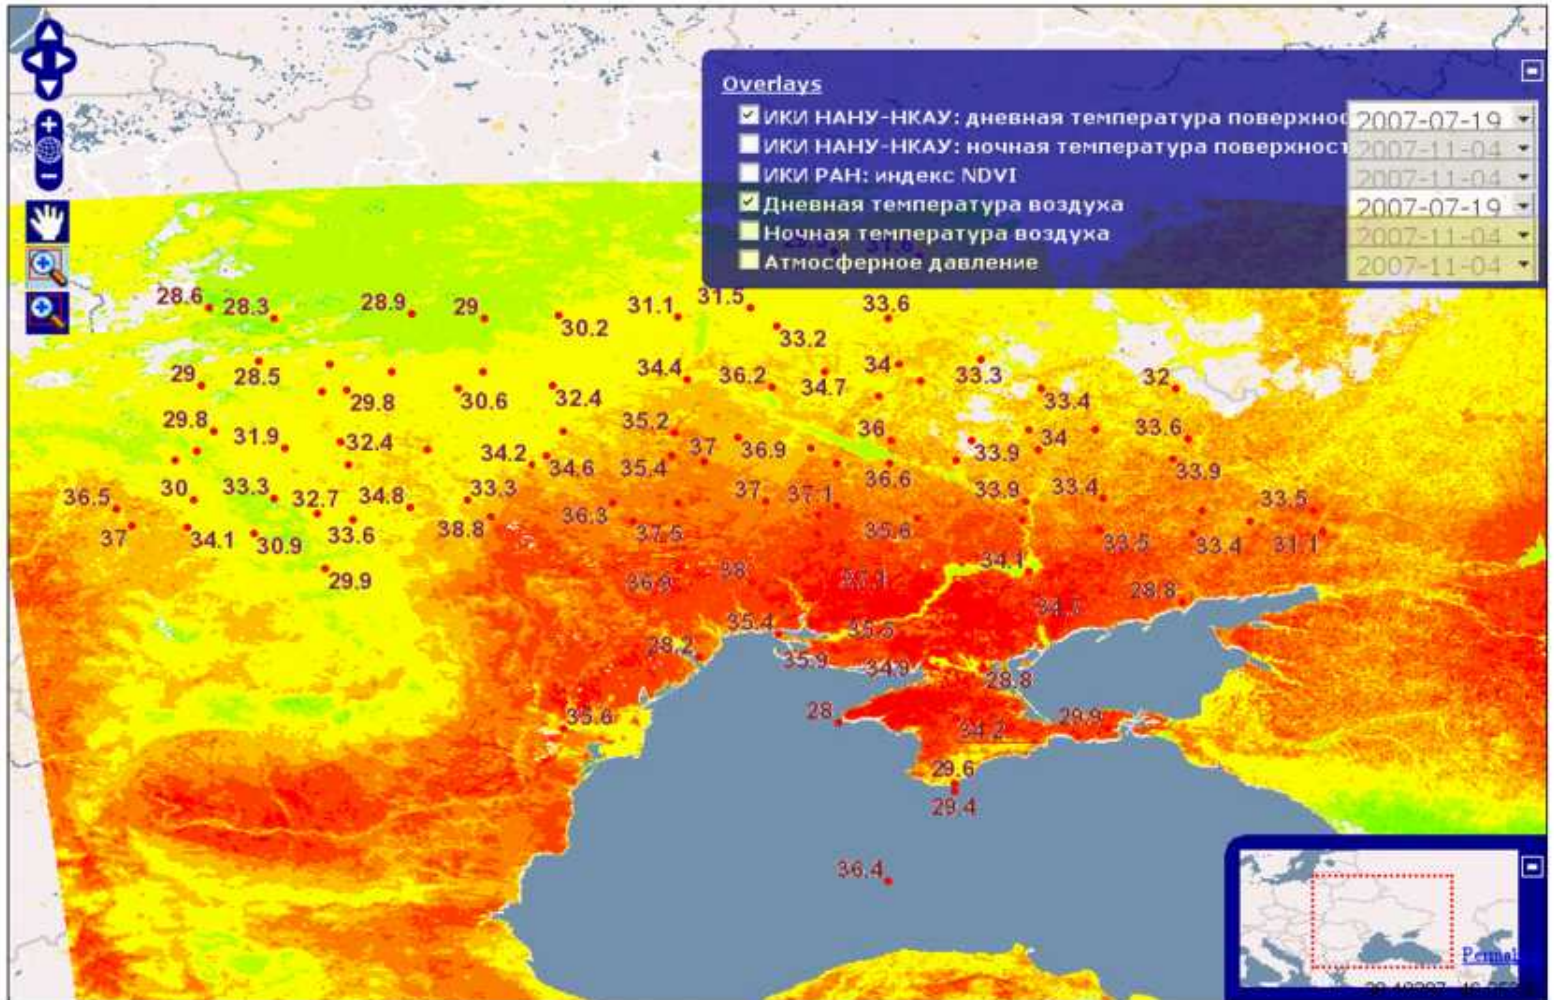 Overlays
ИКИ НАНУ-НКАУ: дневная температура поверхнос 2007-07-19
ИКИ НАНУ-НКАУ: ночная температура поверхност 2007-11-04
ИКИ РАН: индекс NDVI 2007-11-04
Дневная температура воздуха 2007-07-19
Ночная температура воздуха 2007-11-04
Атмосферное давление 2007-11-04
28.6 28.3 28.9 29 30.2 31.1 31.5 33.2 33.6
29 28.5 29.8 30.6 32.4 34.4 36.2 34.7 34 33.3 33.4 32
29.8 31.9 32.4 34.2 34.6 35.2 35.4 37 36.9 36 36.6 33.9 34 33.6 33.9
36.5 37 30 34.1 33.3 30.9 32.7 33.6 34.8 33.3 38.8 36.3 37.5 37 37.1 35.6 33.9 33.4 33.5 33.4 33.5 31.1
29.9 36.8 38 37.1 34.1 34.7 28.8
28.2 35.4 35.9 35.5 34.9 28.8
35.6 28 34.2 29.9
29.6
29.4
36.4